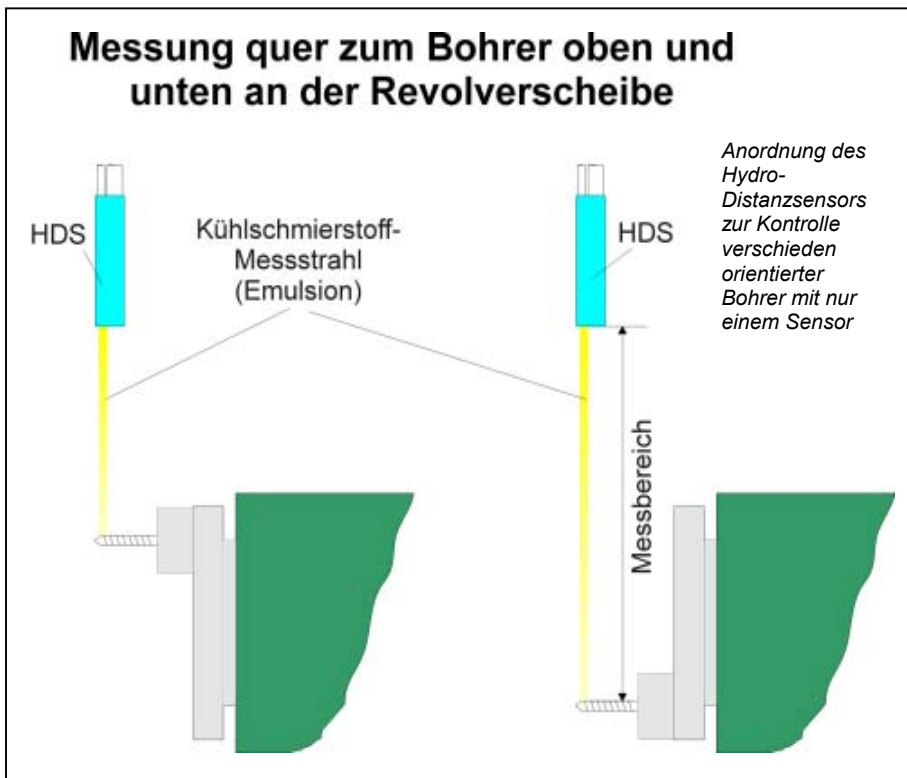 Messung quer zum Bohrer oben und
unten an der Revolverscheibe
Anordnung des
Hydro-
Distanzsensors
zur Kontrolle
verschieden
orientierter
Bohrer mit nur
einem Sensor
HDS
Kühlschmierstoff-
Messstrahl
(Emulsion)
HDS
Messbereich